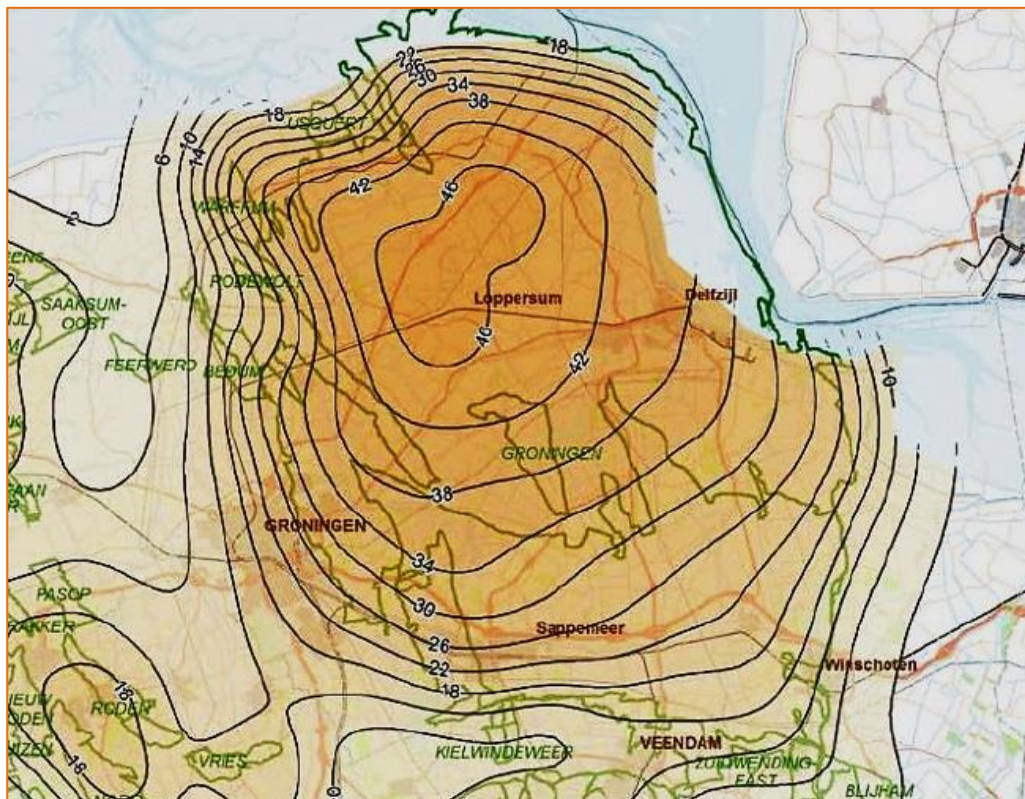 18
22
26
30
34
38
18
10
14
6
USQUERT
42
46
WARFFUM
2
RODEWOLT
SAAKSUM-
OOST
Loppersum
Delfzijl
46
42
FEERWERD
BEDUM
10
GRONINGEN
38
GRONINGEN
34
PASOP
30
Sappemeer
26
22
18
Winschoten
18
RODEN
VRIES
KIELWINDEWEER
VEENDAM
ZUIDWENDING-
EAST
18
10
BLIJHAM